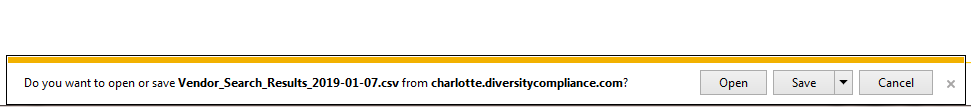 Do you want to open or save Vendor_Search_Results_2019-01-07.csv from charlotte.diversitycompliance.com? Open Save Cancel ×